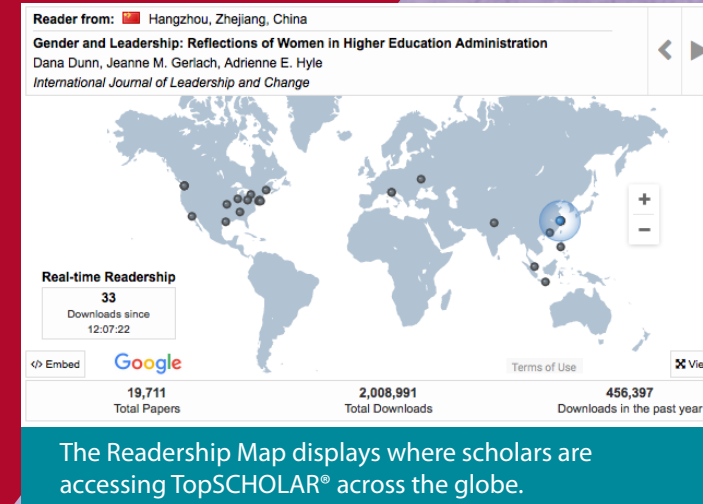 Reader from: Hangzhou, Zhejiang, China
Gender and Leadership: Reflections of Women in Higher Education Administration
Dana Dunn, Jeanne M. Gerlach, Adrienne E. Hyle
International Journal of Leadership and Change
+
−
Real-time Readership
33
Downloads since
12:07:22
</> Embed
Google
Terms of Use
Vie
19,711
Total Papers
2,008,991
Total Downloads
456,397
Downloads in the past year
The Readership Map displays where scholars are
accessing TopSCHOLAR® across the globe.